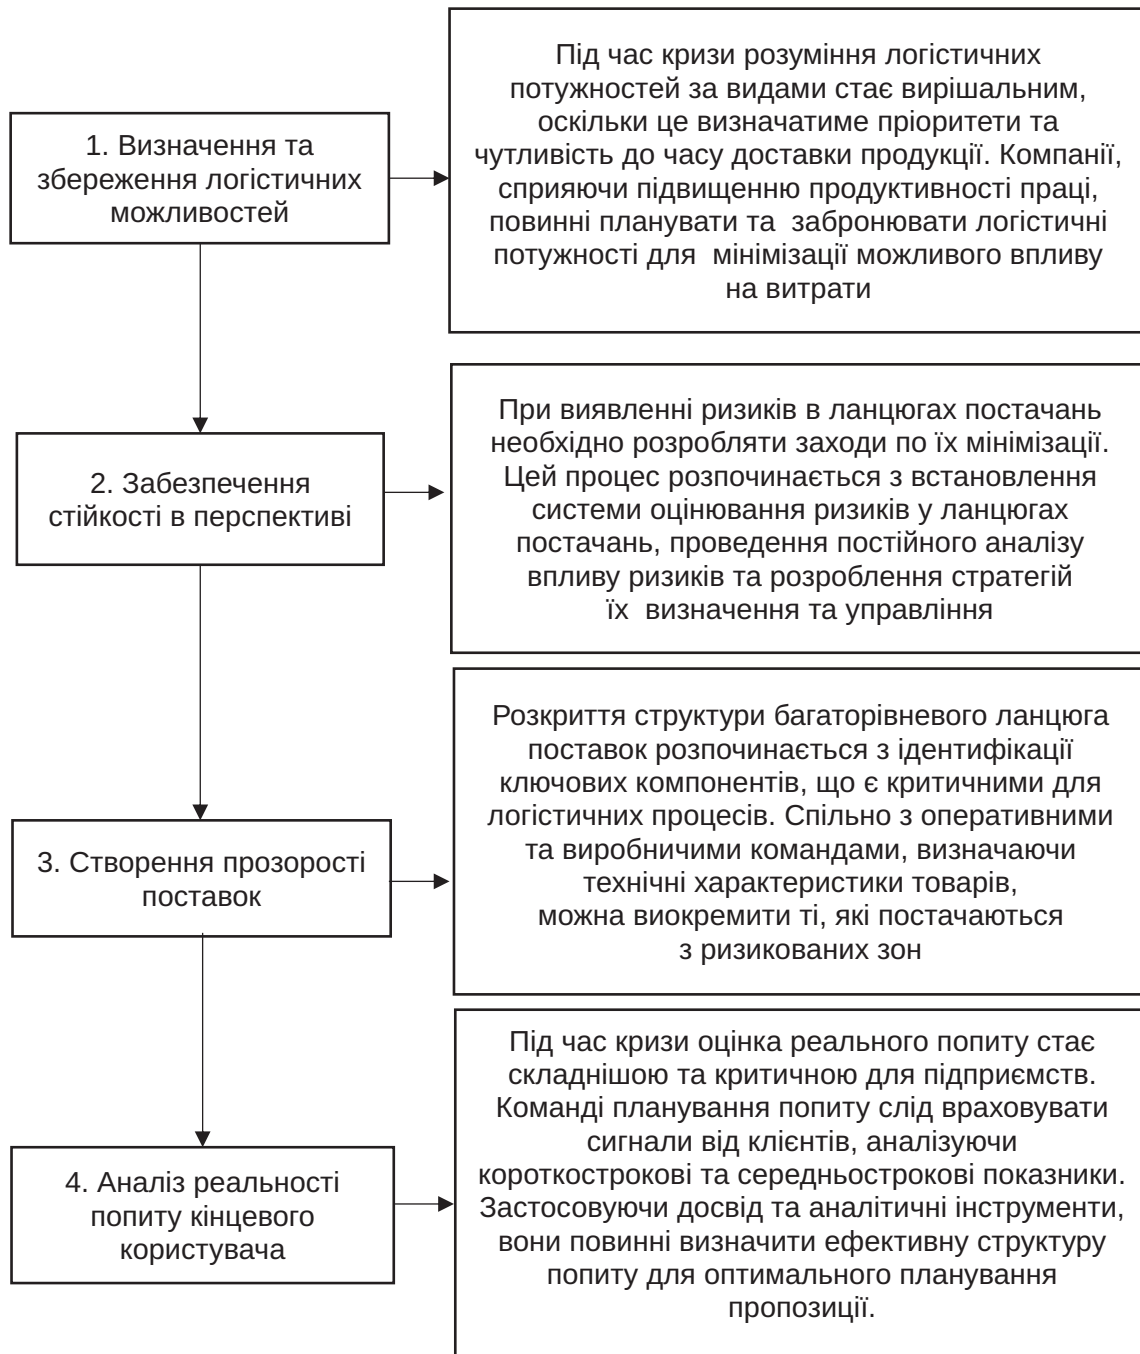 1. Визначення та
збереження логістичних
можливостей
Під час кризи розуміння логістичних
потужностей за видами стає вирішальним,
оскільки це визначатиме пріоритети та
чутливість до часу доставки продукції. Компанії,
сприяючи підвищенню продуктивності праці,
повинні планувати та забронювати логістичні
потужності для мінімізації можливого впливу
на витрати
2. Забезпечення
стійкості в перспективі
При виявленні ризиків в ланцюгах постачань
необхідно розробляти заходи по їх мінімізації.
Цей процес розпочинається з встановлення
системи оцінювання ризиків у ланцюгах
постачань, проведення постійного аналізу
впливу ризиків та розроблення стратегій
їх визначення та управління
3. Створення прозорості
поставок
Розкриття структури багаторівневого ланцюга
поставок розпочинається з ідентифікації
ключових компонентів, що є критичними для
логістичних процесів. Спільно з оперативними
та виробничими командами, визначаючи
технічні характеристики товарів,
можна виокремити ті, які постачаються
з ризикованих зон
4. Аналіз реальності
попиту кінцевого
користувача
Під час кризи оцінка реального попиту стає
складнішою та критичною для підприємств.
Команді планування попиту слід враховувати
сигнали від клієнтів, аналізуючи
короткострокові та середньострокові показники.
Застосовуючи досвід та аналітичні інструменти,
вони повинні визначити ефективну структуру
попиту для оптимального планування
пропозиції.